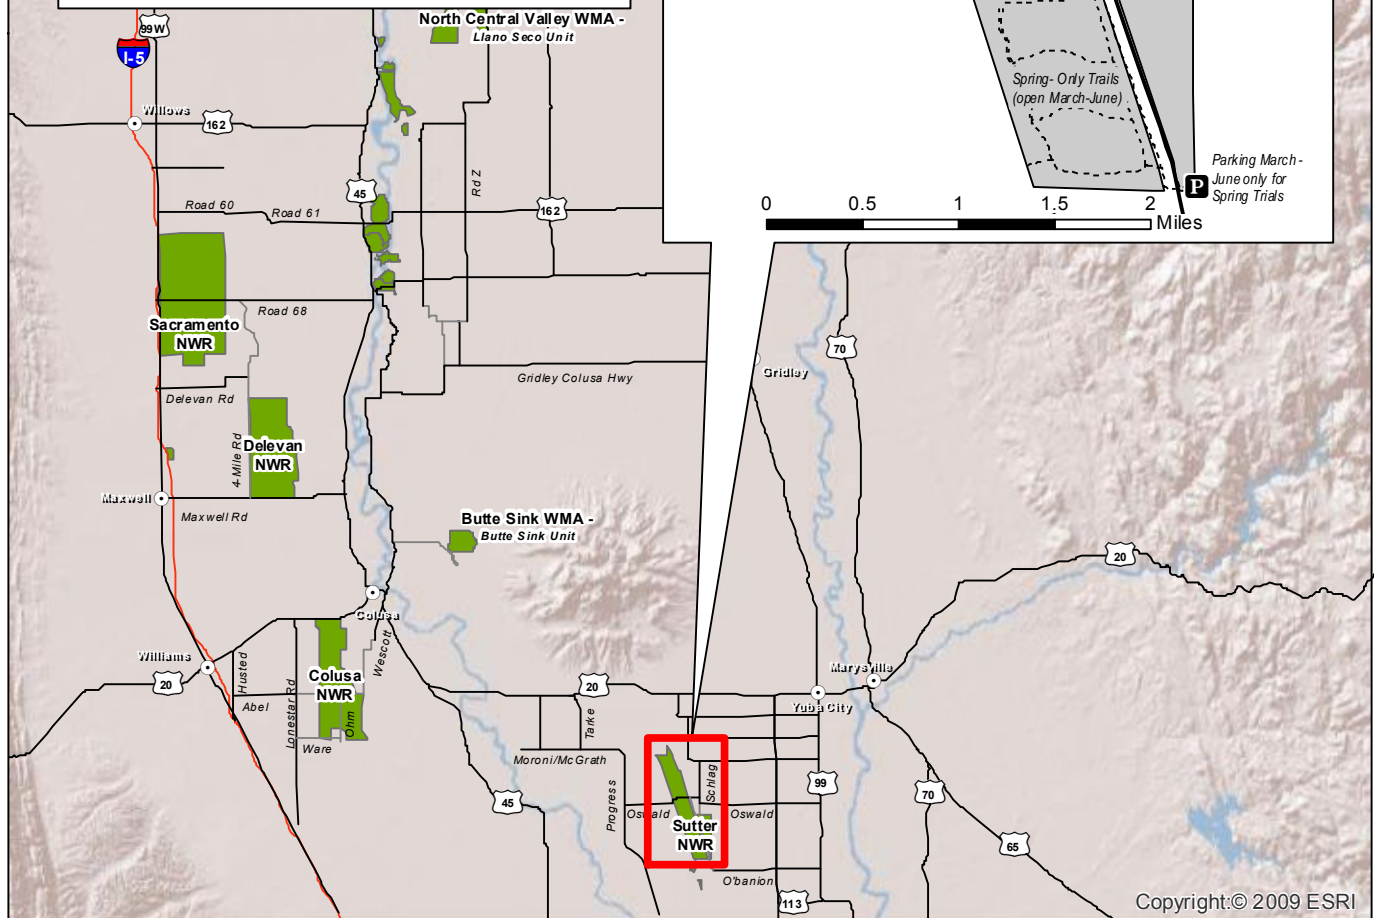 North Central Valley WMA -
Llano Seco Unit
99W
I-5
Willows
162
45
Rd Z
162
Road 60
Road 61
Spring- Only Trails
(open March-June)
Parking March -
June only for
Spring Trials
P
0 0.5 1 1.5 2 Miles
Road 68
Sacramento
NWR
70
Gridley
Gridley Colusa Hwy
Delevan Rd
4-Mile Rd
Delevan
NWR
Maxwell
Maxwell Rd
Butte Sink WMA -
Butte Sink Unit
20
Colusa
Wescott
Williams
20
Husted
Abel
Lonestar Rd
Colusa
NWR
Ohm
Ware
20
Tarke
Marysville
Yuba City
Moroni/McGrath
Progress
Schlag
45
Oswald
Oswald
Sutter
NWR
99
70
65
O'banion
113
Copyright:© 2009 ESRI